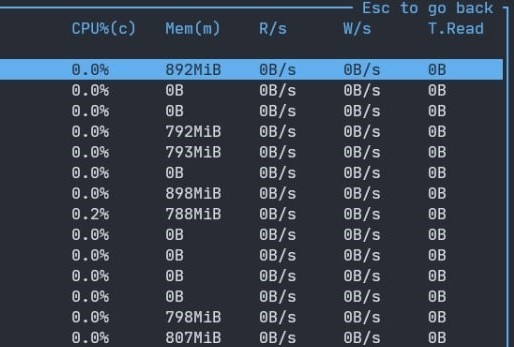 Esc to go back
CPU%(c) Mem(m) R/s W/s T.Read
0.0% 892MiB 0B/s 0B/s 0B
0.0% 0B 0B/s 0B/s 0B
0.0% 0B 0B/s 0B/s 0B
0.0% 792MiB 0B/s 0B/s 0B
0.0% 793MiB 0B/s 0B/s 0B
0.0% 0B 0B/s 0B/s 0B
0.0% 898MiB 0B/s 0B/s 0B
0.2% 788MiB 0B/s 0B/s 0B
0.0% 0B 0B/s 0B/s 0B
0.0% 0B 0B/s 0B/s 0B
0.0% 0B 0B/s 0B/s 0B
0.0% 0B 0B/s 0B/s 0B
0.0% 798MiB 0B/s 0B/s 0B
0.0% 807MiB 0B/s 0B/s 0B